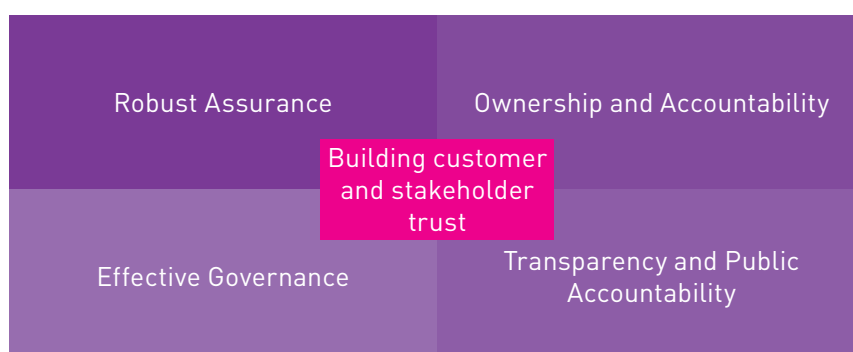 Robust Assurance
Ownership and Accountability
Building customer
and stakeholder
trust
Effective Governance
Transparency and Public
Accountability